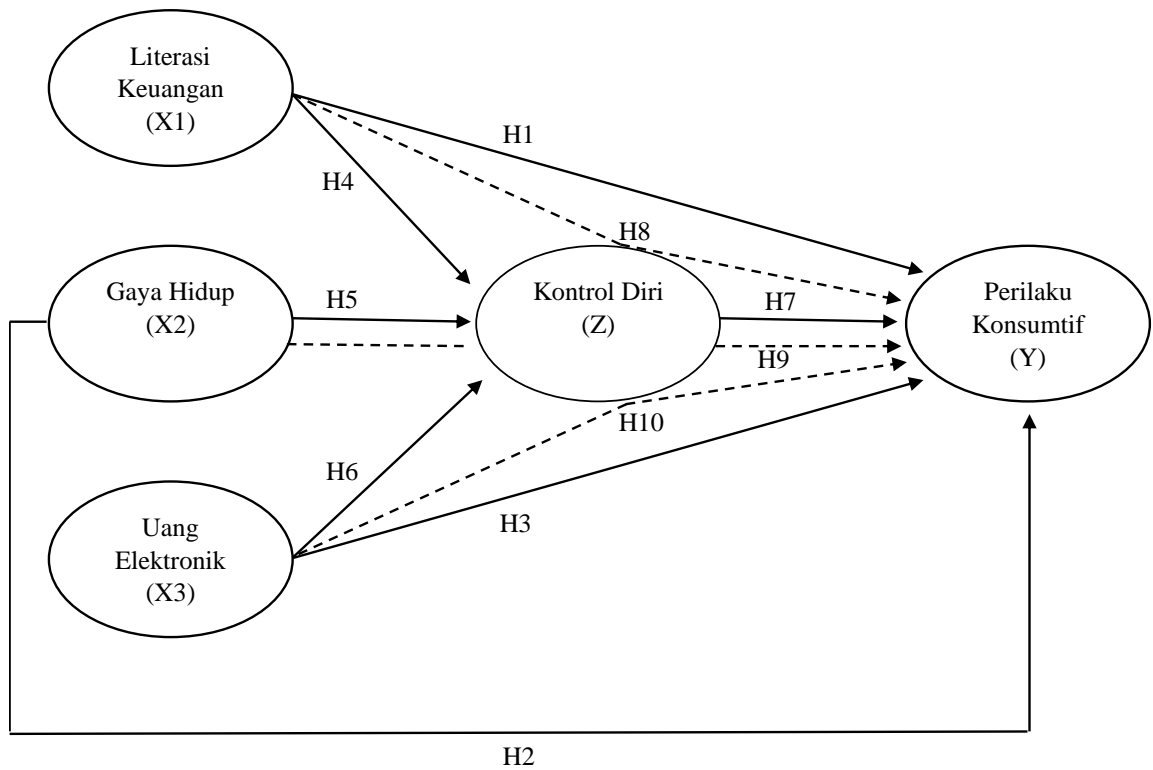 Literasi
Keuangan
(X1)
H1
H4
H8
Gaya Hidup
(X2)
H5
Kontrol Diri
(Z)
H7
Perilaku
Konsumtif
(Y)
H9
H10
H6
Uang
Elektronik
(X3)
H3
H2